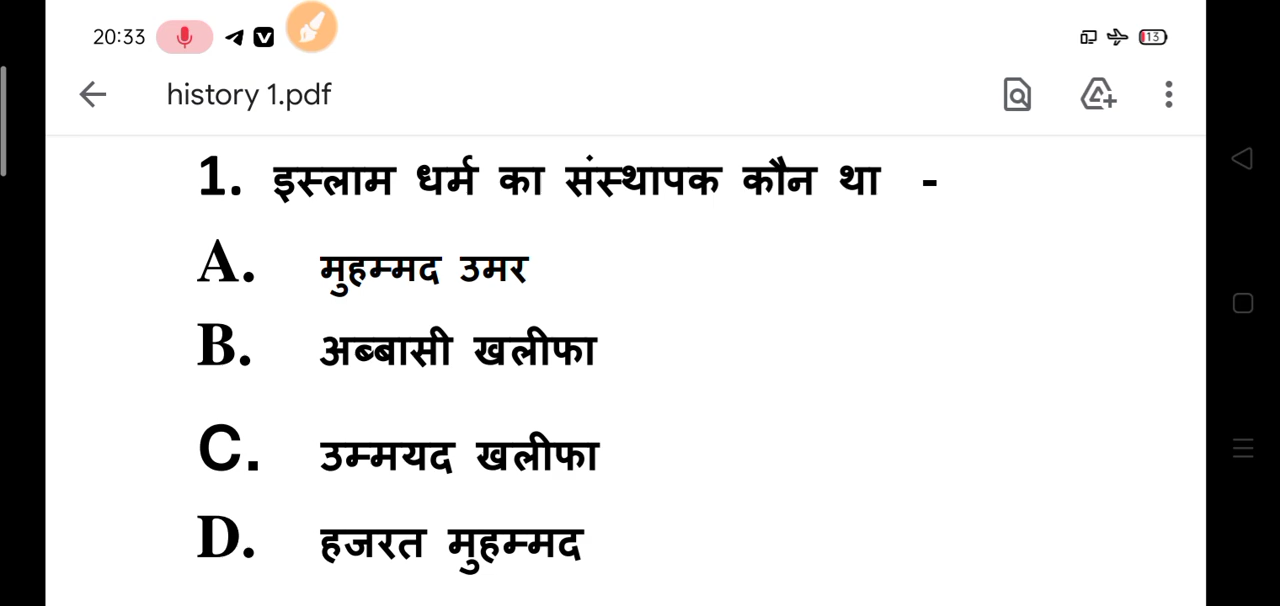 20:33
13
history 1.pdf
1. इस्लाम धर्म का संस्थापक कौन था -
A. मुहम्मद उमर
B. अब्बासी खलीफा
C. उम्मयद खलीफा
D. हजरत मुहम्मद